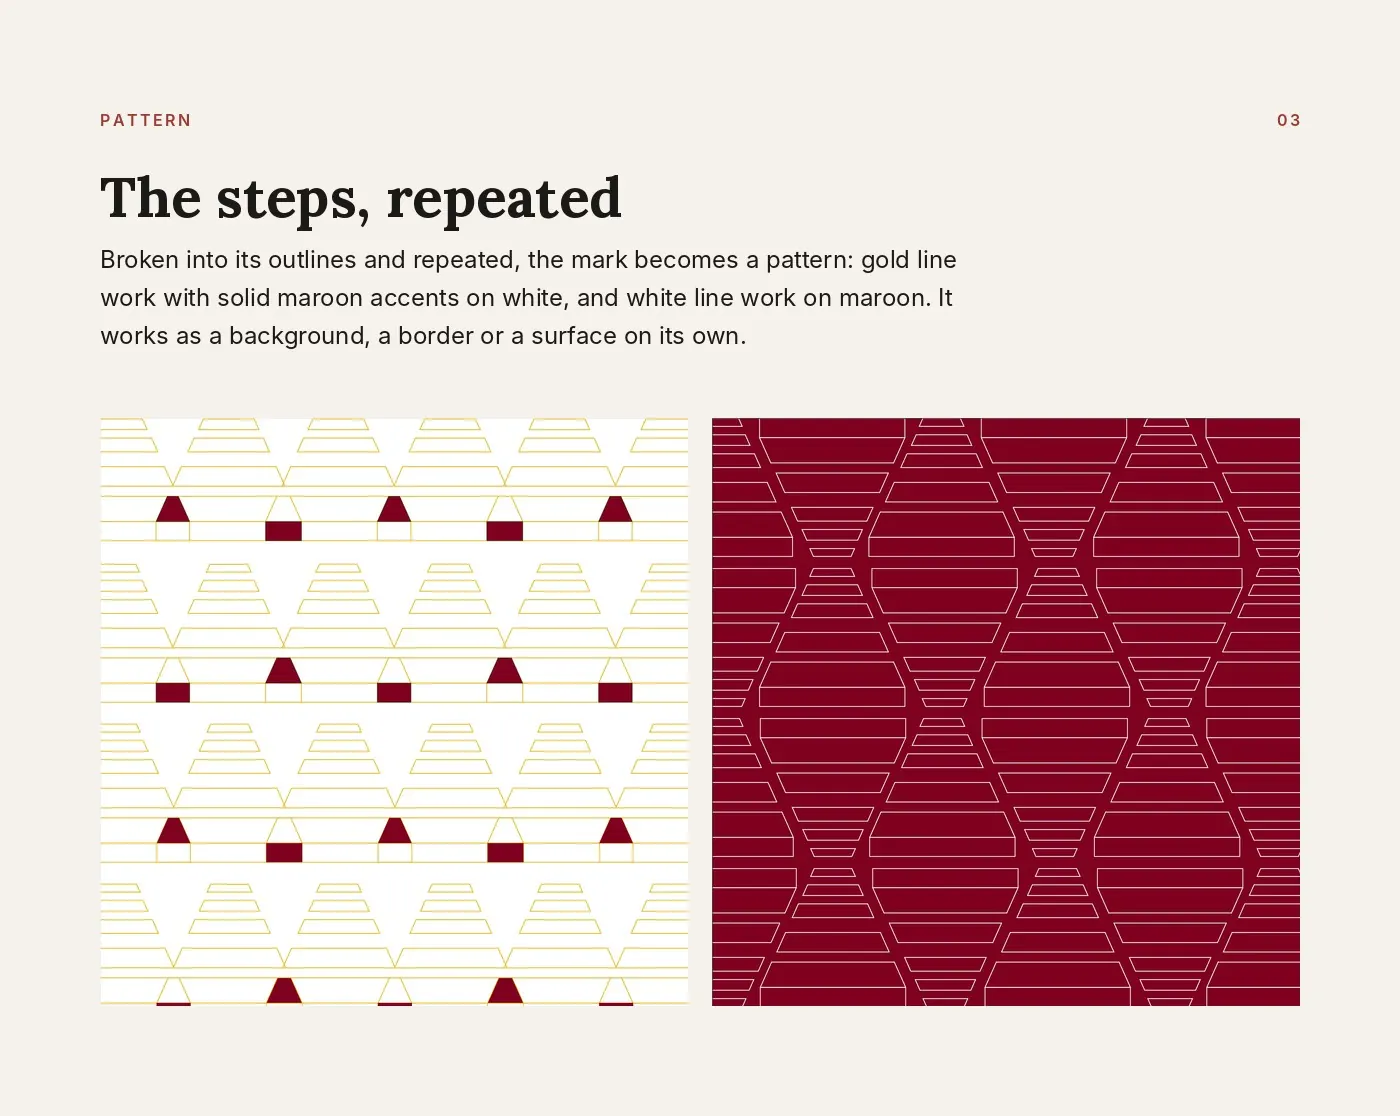 PATTERN
03
The steps, repeated
Broken into its outlines and repeated, the mark becomes a pattern: gold line
work with solid maroon accents on white, and white line work on maroon. It
works as a background, a border or a surface on its own.